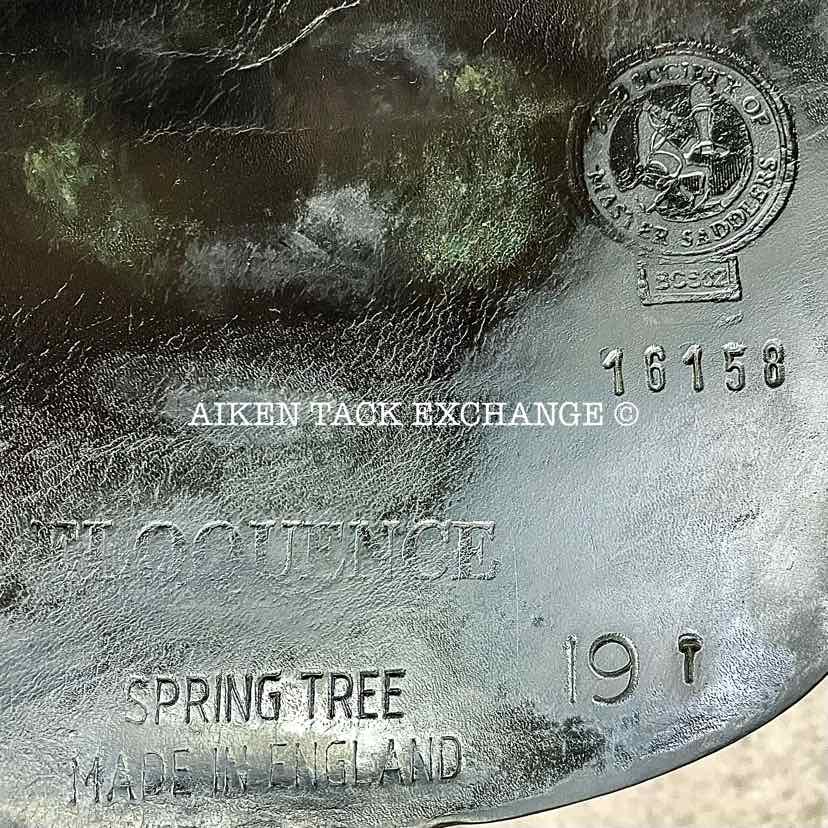 THE SOCIETY OF
MASTER SADDLERS
BCS02
16158
AIKEN TACK EXCHANGE ©
ELOQUENCE
19 T
SPRING TREE
MADE IN ENGLAND